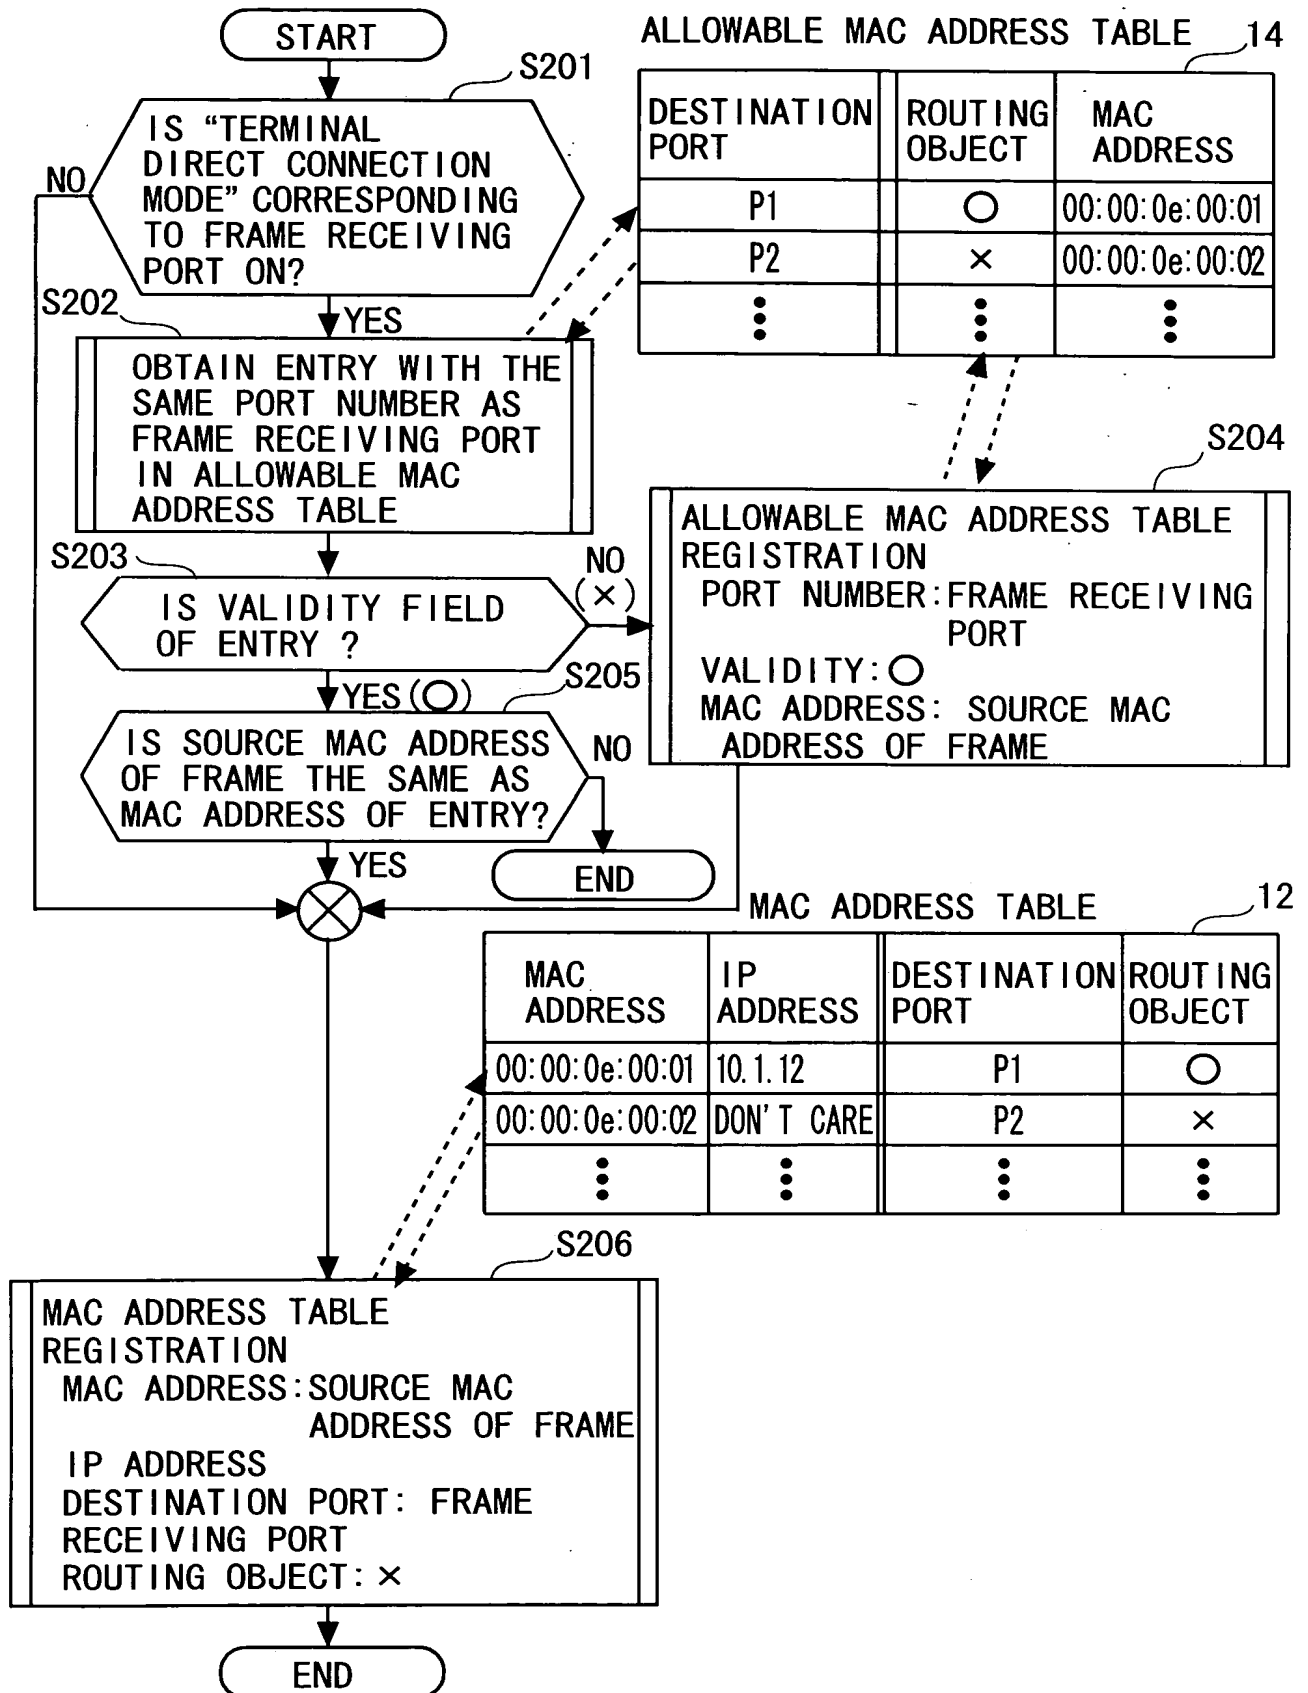 START
S201
IS “TERMINAL
DIRECT CONNECTION
MODE” CORRESPONDING
TO FRAME RECEIVING
PORT ON?
NO
YES
S202
OBTAIN ENTRY WITH THE
SAME PORT NUMBER AS
FRAME RECEIVING PORT
IN ALLOWABLE MAC
ADDRESS TABLE
S203
IS VALIDITY FIELD
OF ENTRY ?
NO
(×)
YES (○)
S205
IS SOURCE MAC ADDRESS
OF FRAME THE SAME AS
MAC ADDRESS OF ENTRY?
NO
END
YES
ALLOWABLE MAC ADDRESS TABLE 14
DESTINATION PORT ROUTING OBJECT MAC ADDRESS
P1 ○ 00:00:0e:00:01
P2 × 00:00:0e:00:02
S204
ALLOWABLE MAC ADDRESS TABLE
REGISTRATION
PORT NUMBER:FRAME RECEIVING
PORT
VALIDITY:○
MAC ADDRESS: SOURCE MAC
ADDRESS OF FRAME
MAC ADDRESS TABLE 12
MAC ADDRESS IP ADDRESS DESTINATION PORT ROUTING OBJECT
00:00:0e:00:01 10.1.12 P1 ○
00:00:0e:00:02 DON'T CARE P2 ×
S206
MAC ADDRESS TABLE
REGISTRATION
MAC ADDRESS:SOURCE MAC
ADDRESS OF FRAME
IP ADDRESS
DESTINATION PORT: FRAME
RECEIVING PORT
ROUTING OBJECT: ×
END